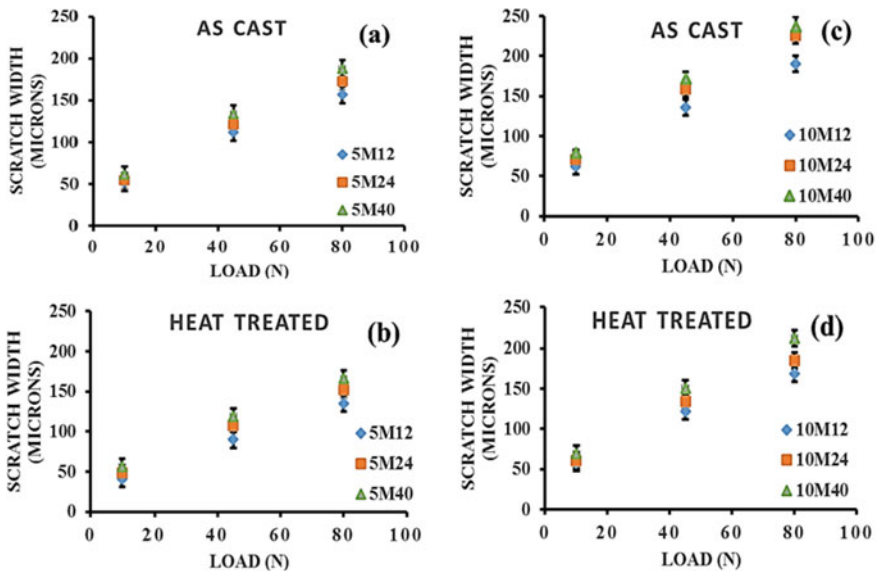 AS CAST
(a)
250
200
150
100
50
0
SCRATCH WIDTH
(MICRONS)
5M12
5M24
5M40
0 20 40 60 80 100
LOAD (N)
AS CAST
(c)
250
200
150
100
50
0
SCRATCH WIDTH
(MICRONS)
10M12
10M24
10M40
0 20 40 60 80 100
LOAD (N)
HEAT TREATED
(b)
250
200
150
100
50
0
SCRATCH WIDTH
(MICRONS)
5M12
5M24
5M40
0 20 40 60 80 100
LOAD (N)
HEAT TREATED
(d)
250
200
150
100
50
0
SCRATCH WIDTH
(MICRONS)
10M12
10M24
10M40
0 20 40 60 80 100
LOAD (N)